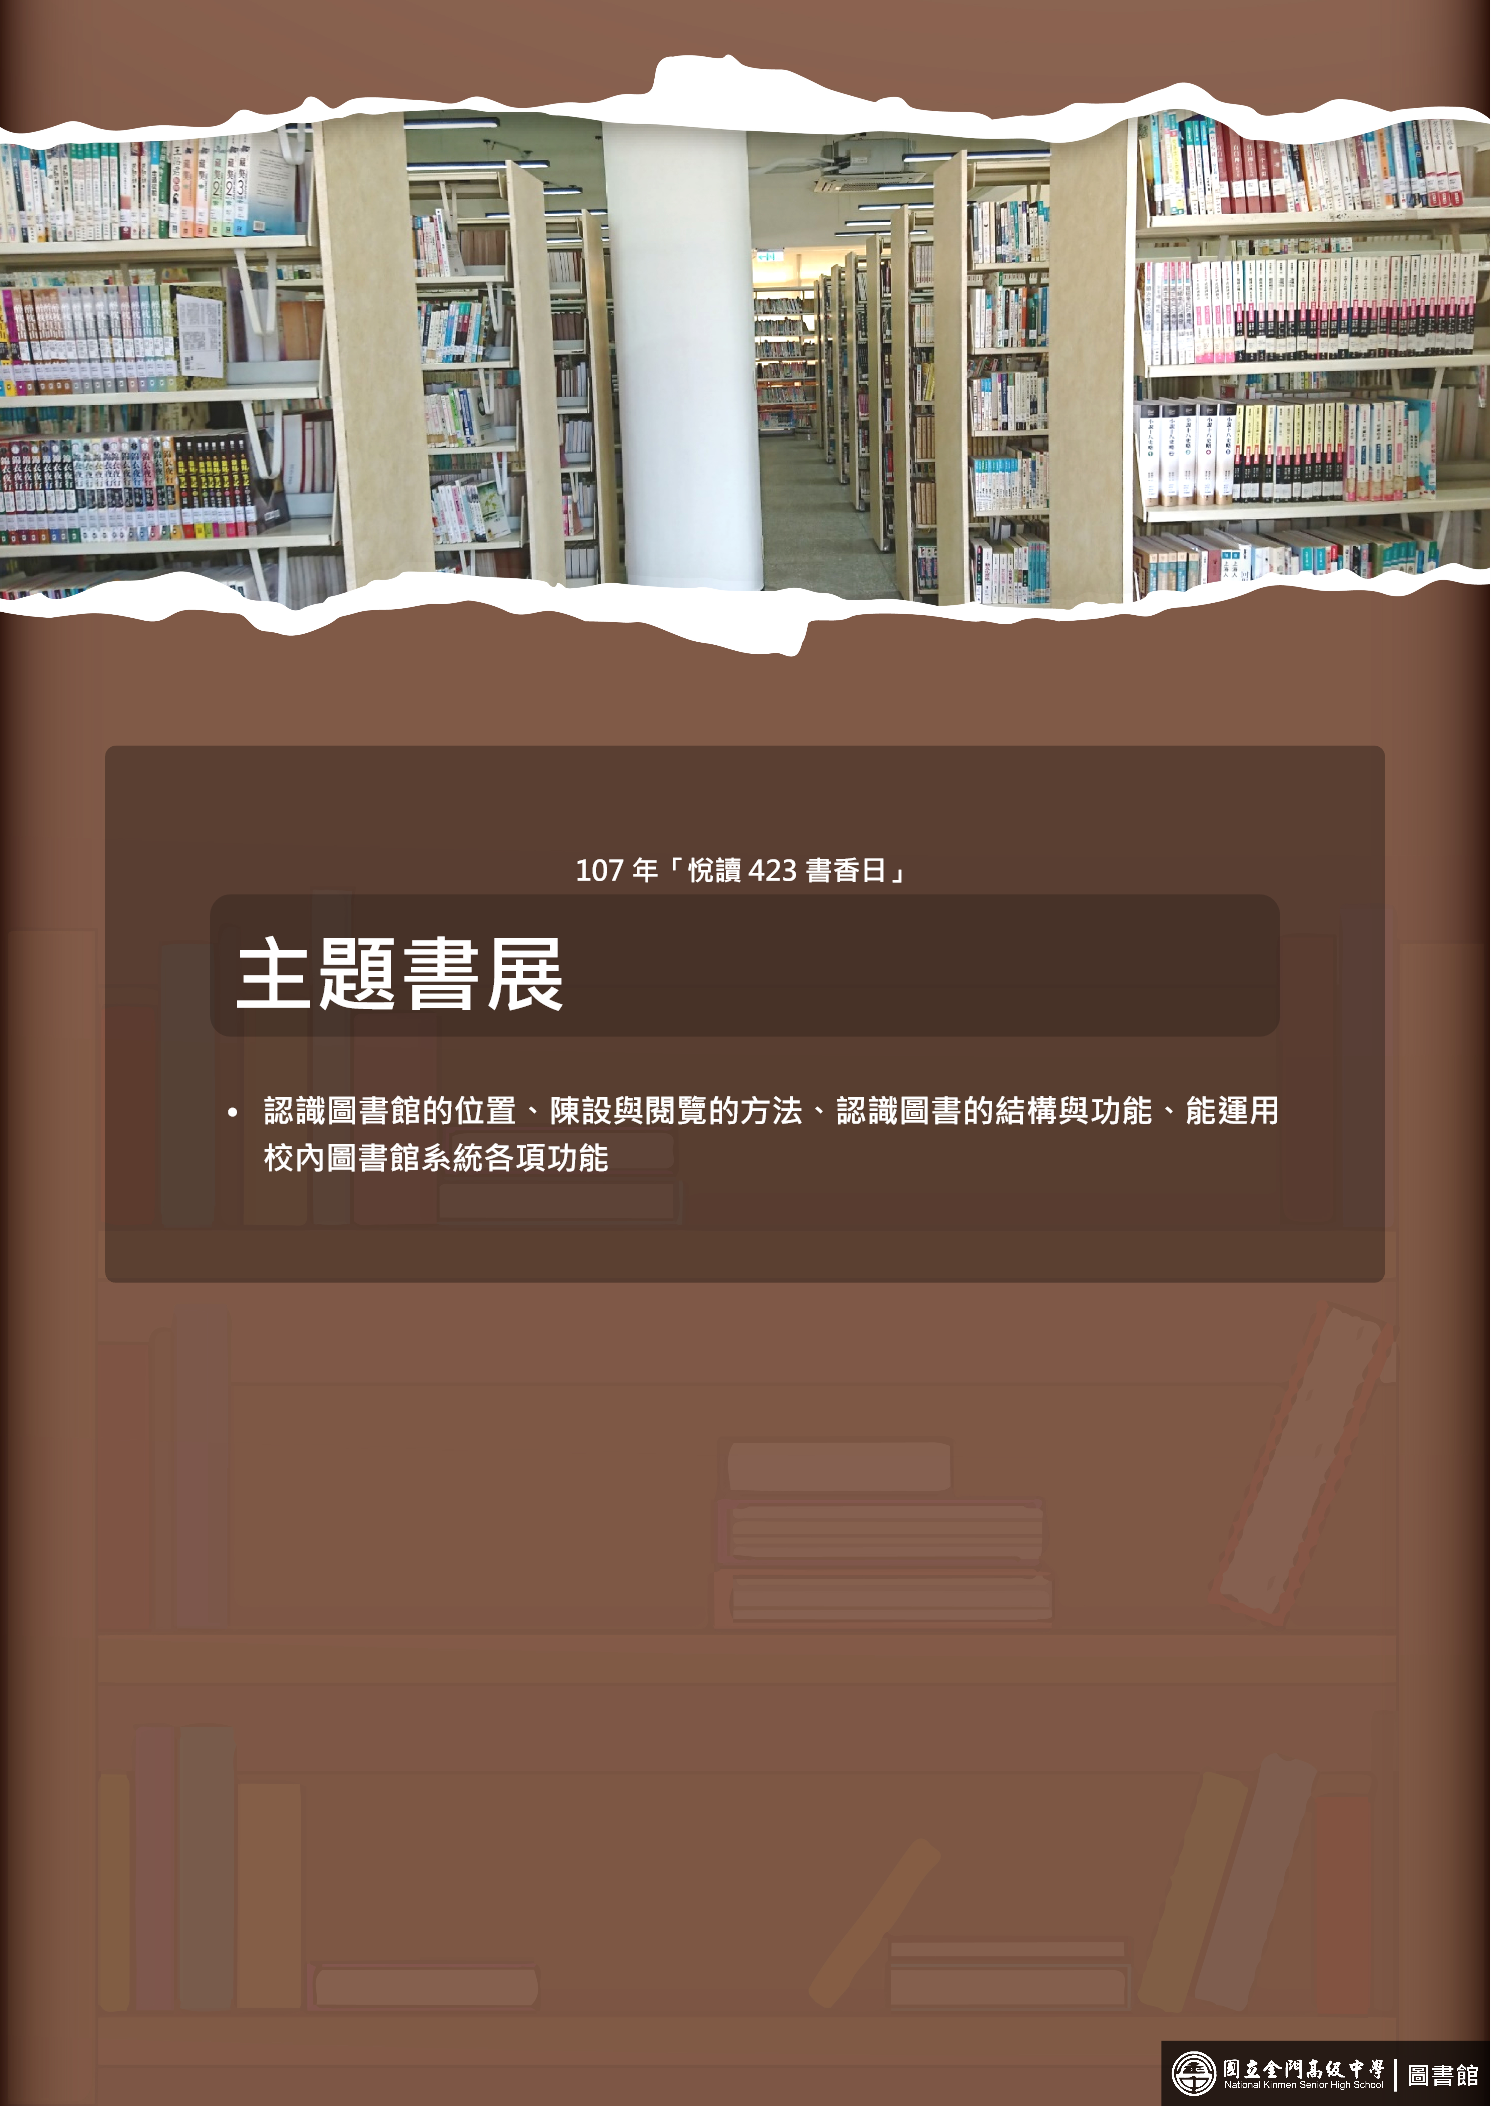 107 年「悅讀 423 書香日」
主題書展
• 認識圖書館的位置、陳設與閱覽的方法、認識圖書的結構與功能、能運用
校內圖書館系統各項功能
國立金門高級中學 | 圖書館
National Kinmen Senior High School